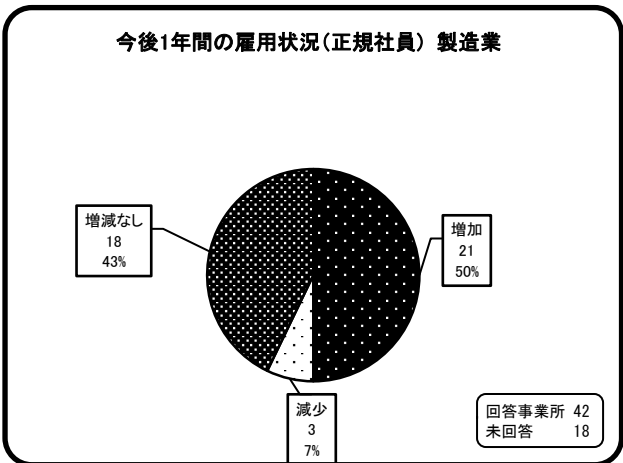 今後1年間の雇用状況(正規社員) 製造業
増減なし
18
43%
増加
21
50%
減少
3
7%
回答事業所 42
未回答 18